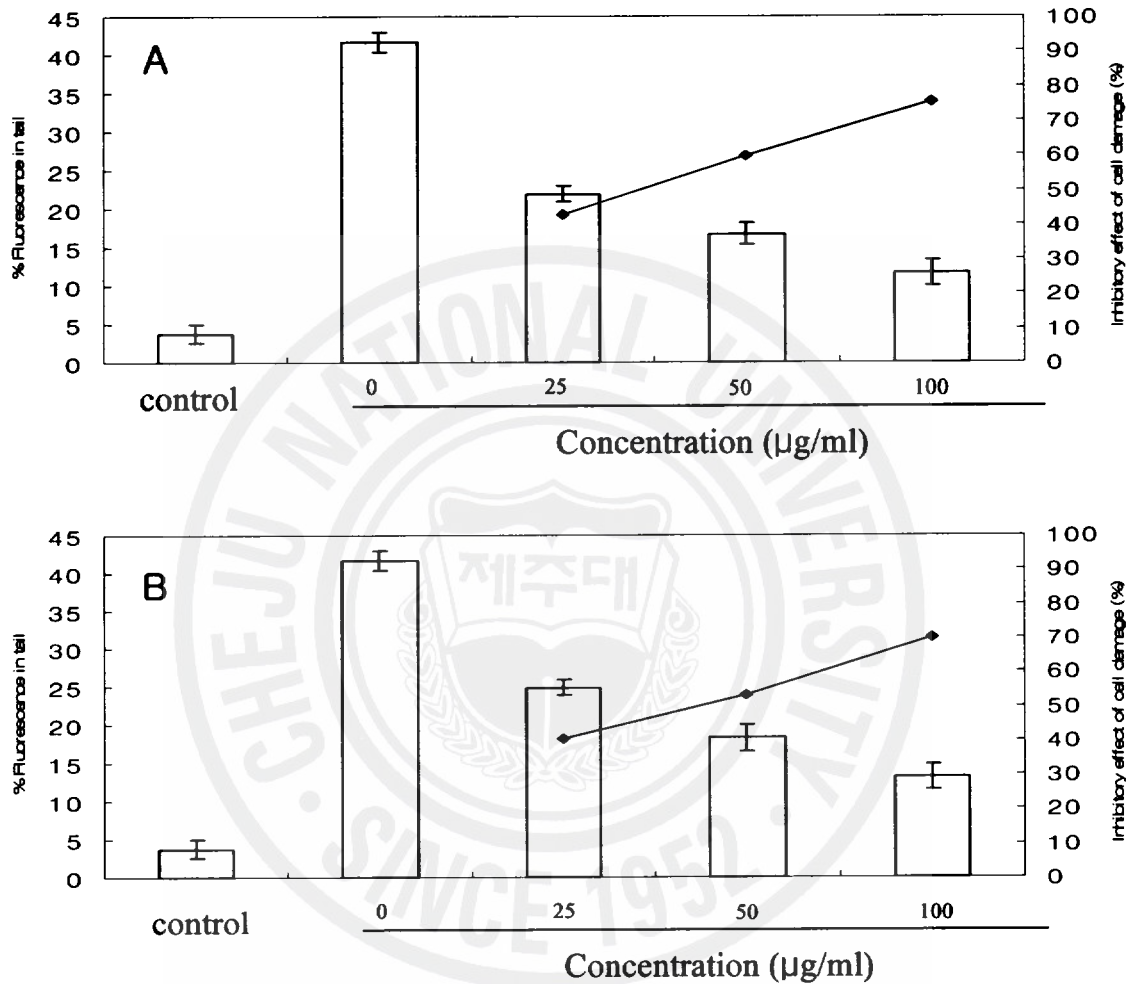 A
45
40
35
30
25
20
15
10
5
0
% Fluorescence in tail
100
90
80
70
60
50
40
30
20
10
0
Inhibitory effect of cell damage (%)
control
0 25 50 100
Concentration (µg/ml)
B
45
40
35
30
25
20
15
10
5
0
% Fluorescence in tail
100
90
80
70
60
50
40
30
20
10
0
Inhibitory effect of cell damage (%)
control
0 25 50 100
Concentration (µg/ml)
CHEJU NATIONAL UNIVERSITY
제주대
SINCE 1952